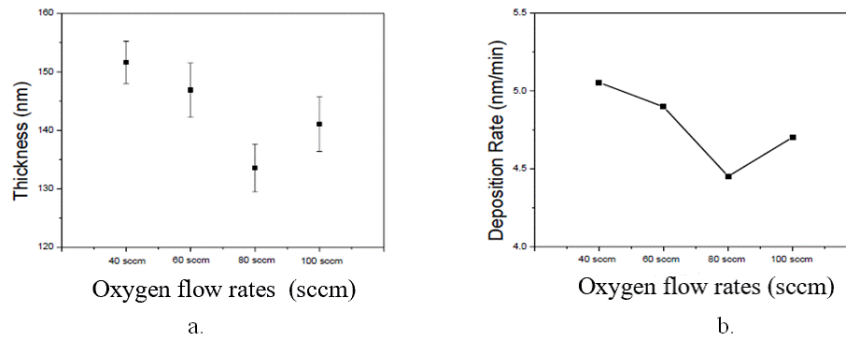 160
150
140
130
120
Thickness (nm)
40 sccm 60 sccm 80 sccm 100 sccm
Oxygen flow rates (sccm)
a.
5.5
5.0
4.5
4.0
Deposition Rate (nm/min)
40 sccm 60 sccm 80 sccm 100 sccm
Oxygen flow rates (sccm)
b.